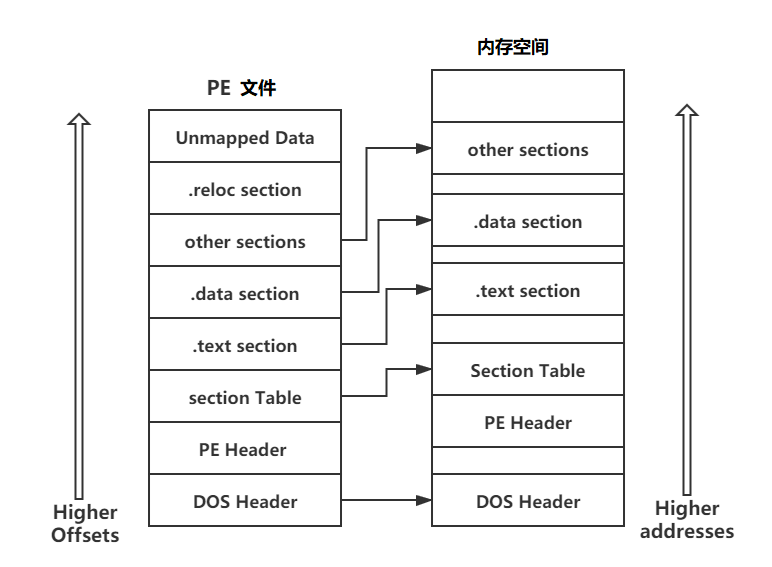 内存空间
PE 文件
Unmapped Data
.reloc section
other sections
.data section
.text section
section Table
PE Header
DOS Header
other sections
.data section
.text section
Section Table
PE Header
DOS Header
Higher
Offsets
Higher
addresses